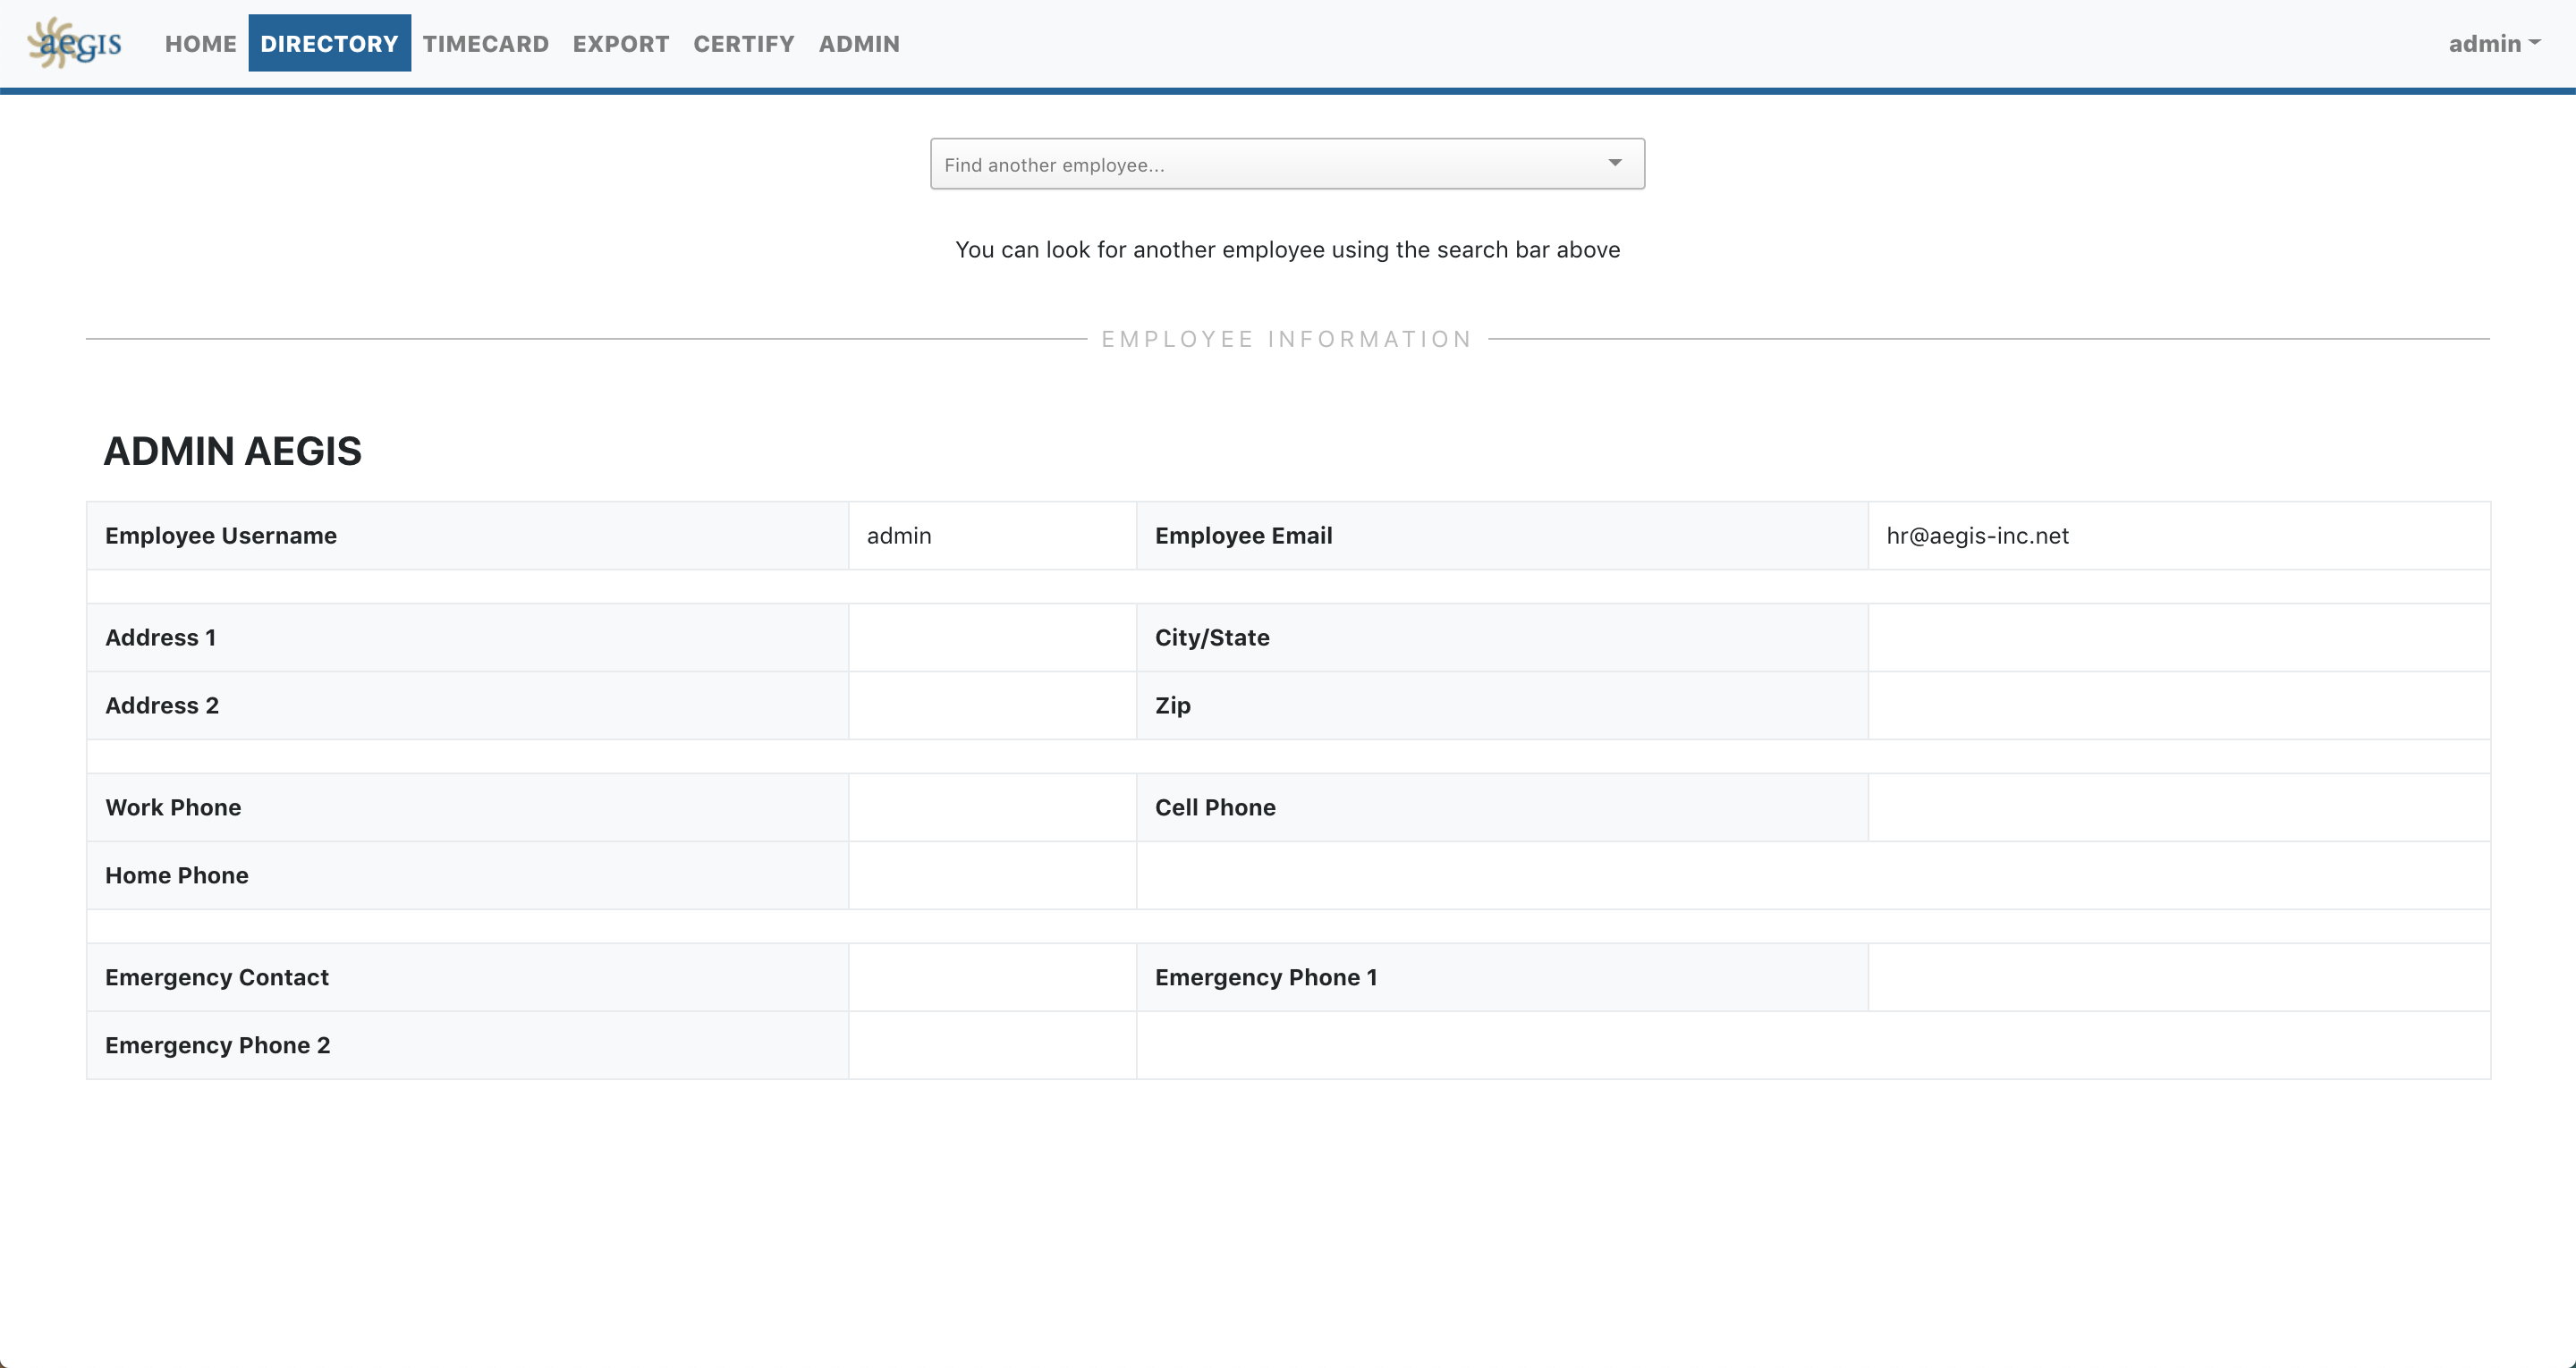 aegis HOME DIRECTORY TIMECARD EXPORT CERTIFY ADMIN admin
Find another employee...
You can look for another employee using the search bar above
EMPLOYEE INFORMATION
ADMIN AEGIS
Employee Username admin Employee Email hr@aegis-inc.net
Address 1 City/State
Address 2 Zip
Work Phone Cell Phone
Home Phone
Emergency Contact Emergency Phone 1
Emergency Phone 2